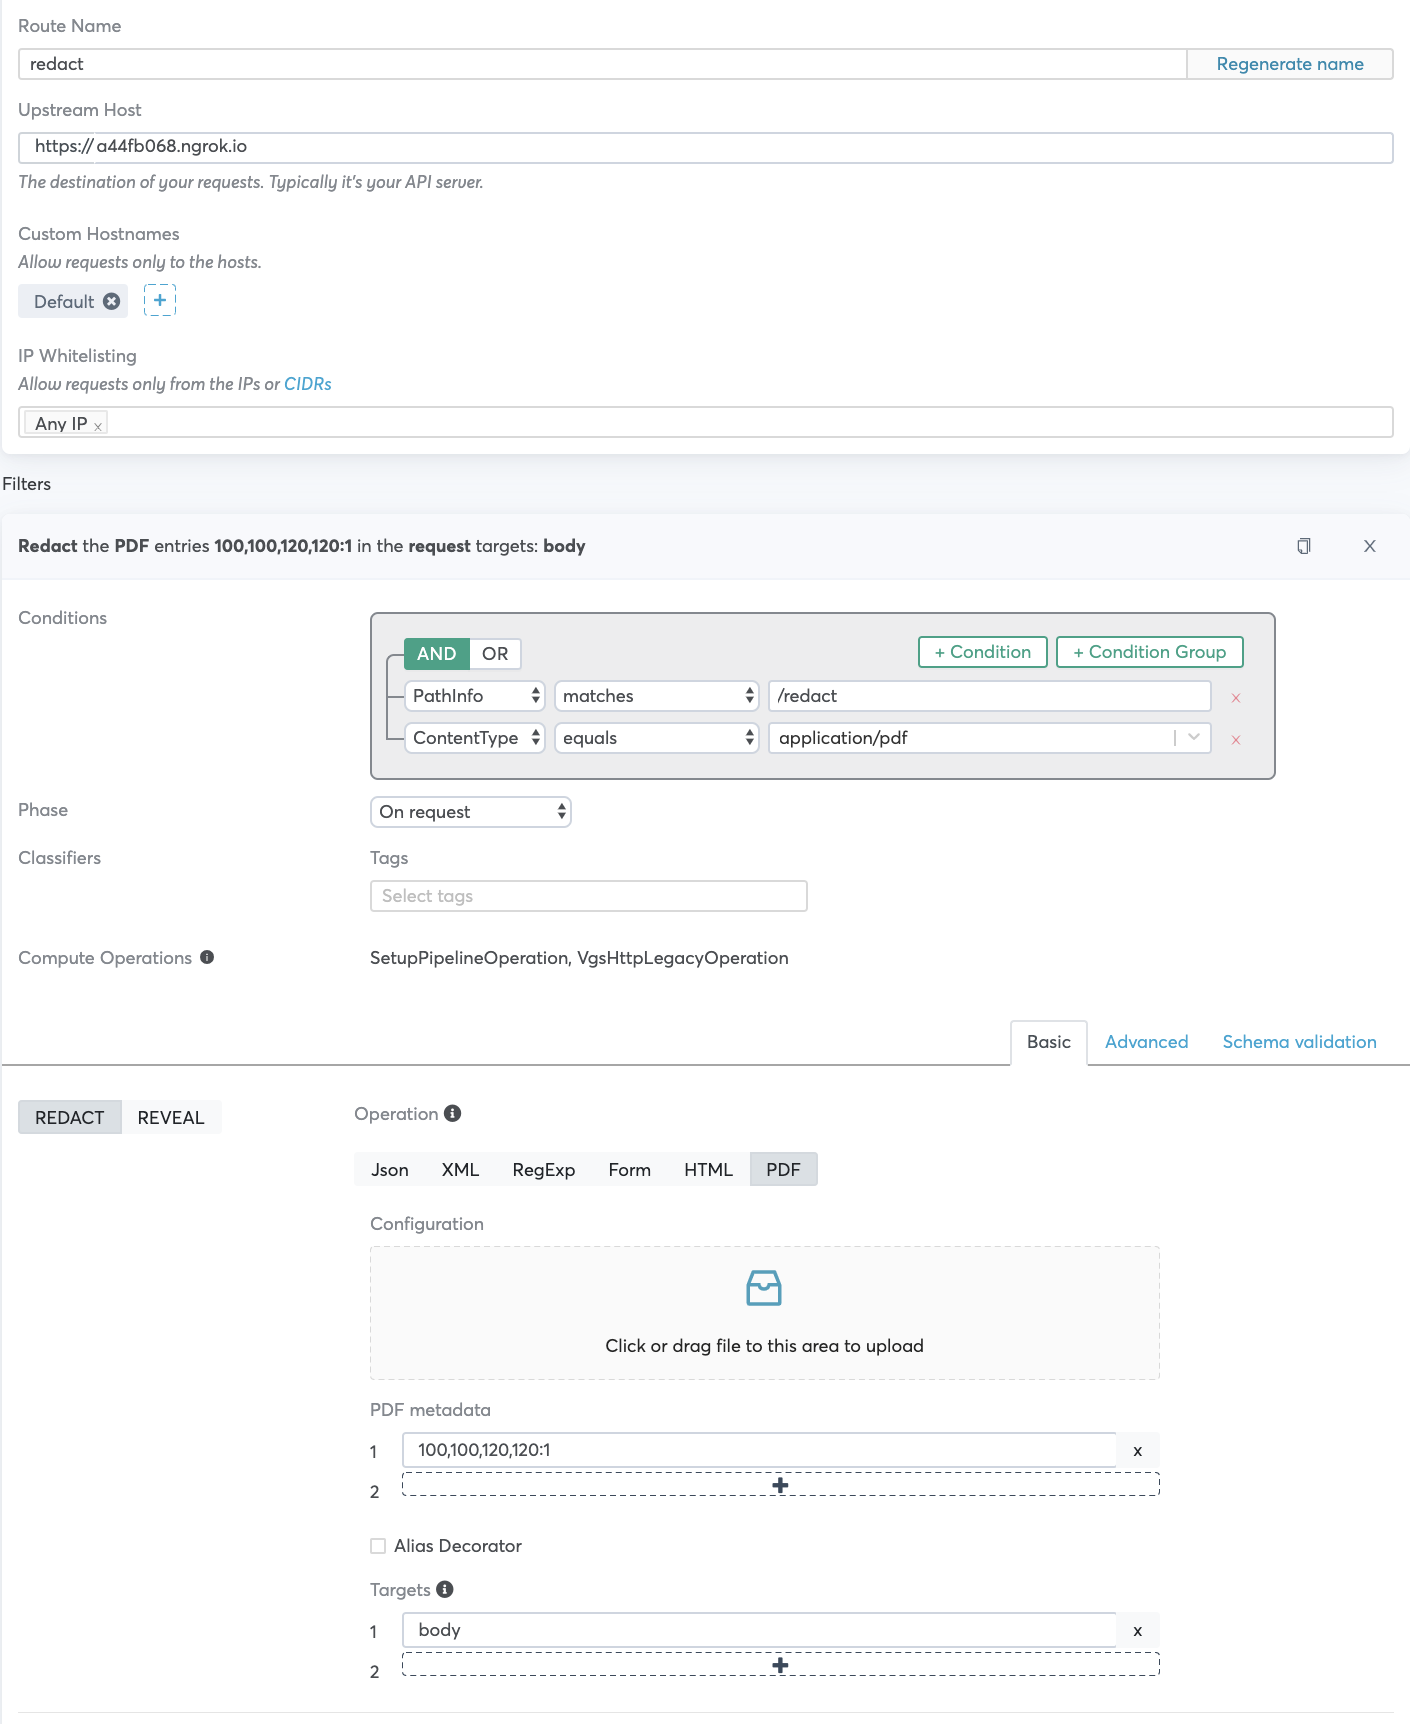 Route Name
redact Regenerate name
Upstream Host
https://a44fb068.ngrok.io
The destination of your requests. Typically it's your API server.
Custom Hostnames
Allow requests only to the hosts.
Default
IP Whitelisting
Allow requests only from the IPs or CIDRs
Any IP x
Filters
Redact the PDF entries 100,100,120,120:1 in the request targets: body X
Conditions
AND OR + Condition + Condition Group
PathInfo matches /redact x
ContentType equals application/pdf x
Phase On request
Classifiers Tags
Select tags
Compute Operations SetupPipelineOperation, VgsHttpLegacyOperation
Basic Advanced Schema validation
REDACT REVEAL Operation
Json XML RegExp Form HTML PDF
Configuration
Click or drag file to this area to upload
PDF metadata
1 100,100,120,120:1 x
2 +
Alias Decorator
Targets
1 body x
2 +